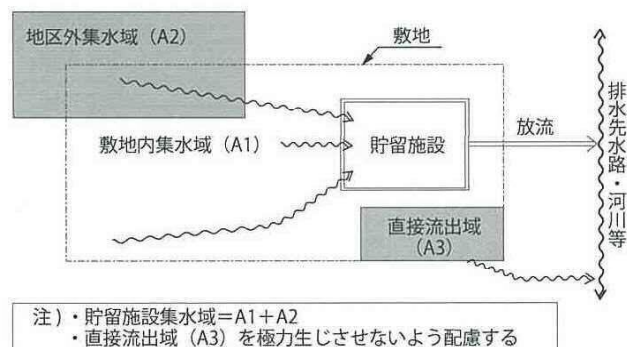 地区外集水域（A2）
敷地
敷地内集水域（A1）
貯留施設
放流
排水先水路・河川等
直接流出域
（A3）
注）・貯留施設集水域＝A1＋A2
・直接流出域（A3）を極力生じさせないよう配慮する